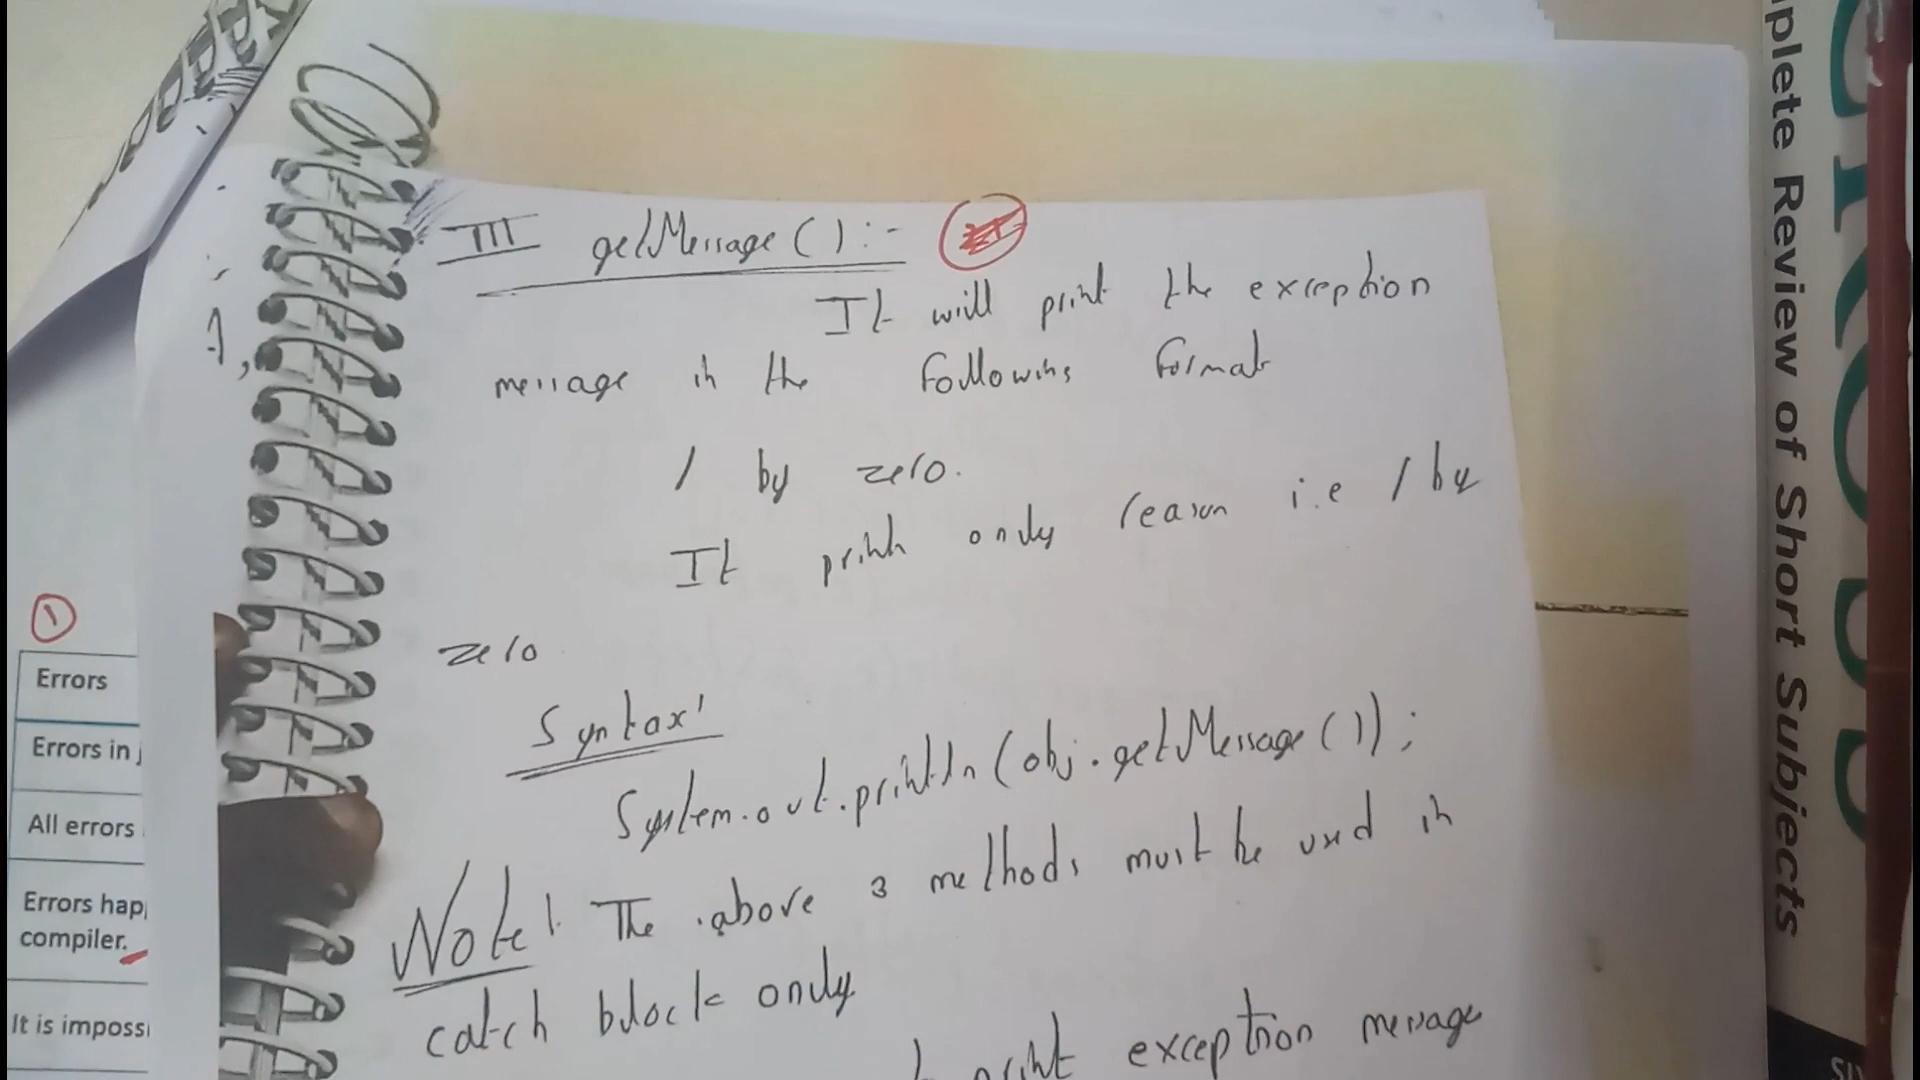 III getMessage( ) :-
It will print the exception
message in the following format
/ by zero.
It prints only reason i.e / by
zero
Syntax:
System.out.println(obj.getMessage());
Note: The above 3 methods must be used in
catch block only
print exception message
1
Errors
Errors in j
All errors
Errors hap
compiler.
It is impossi
plete Review of Short Subjects